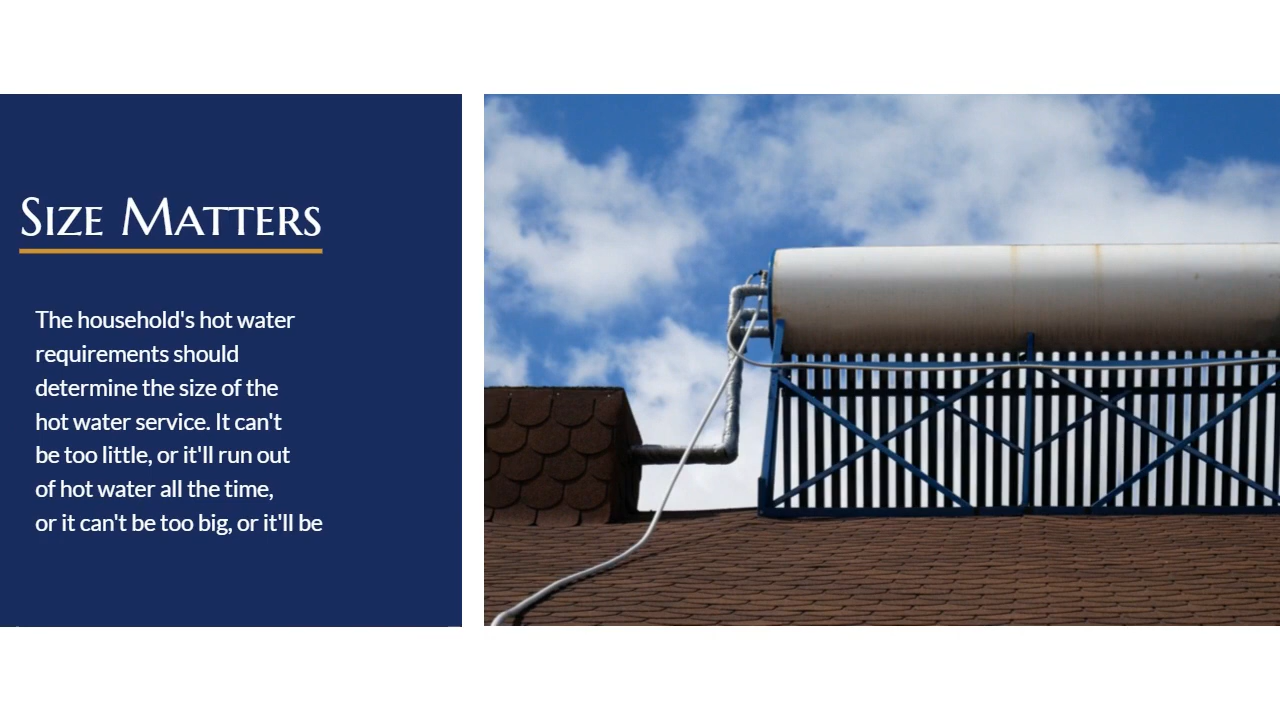 Size Matters
The household's hot water
requirements should
determine the size of the
hot water service. It can't
be too little, or it'll run out
of hot water all the time,
or it can't be too big, or it'll be